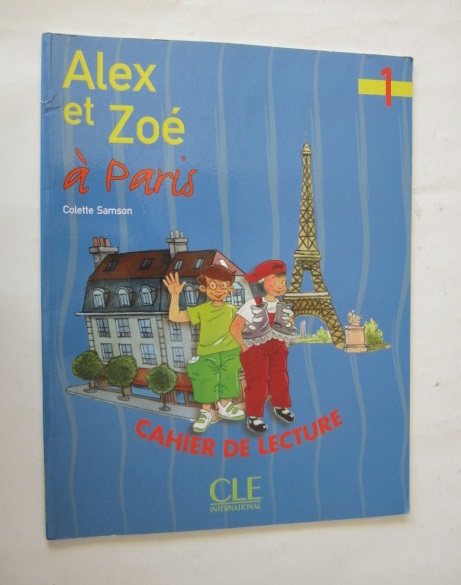 Alex
et Zoé
à Paris
Colette Samson
1
CAHIER DE LECTURE
CLE
INTERNATIONAL